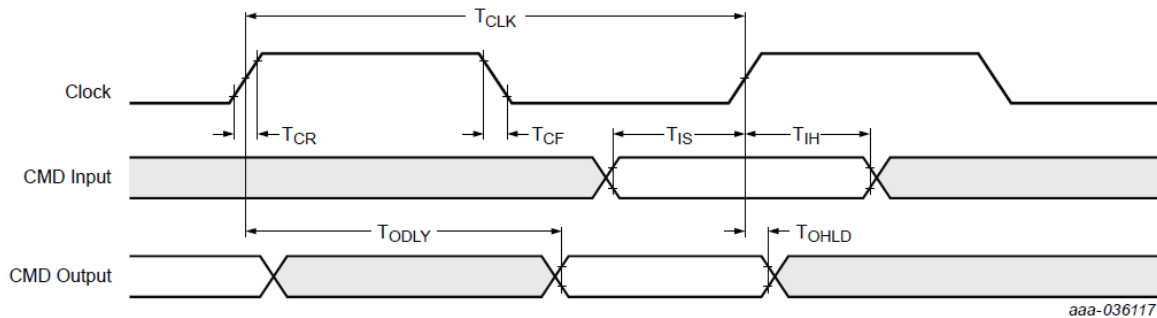 TCLK
Clock
TCR
TCF
TIS
TIH
CMD Input
TODLY
TOHLD
CMD Output
aaa-036117